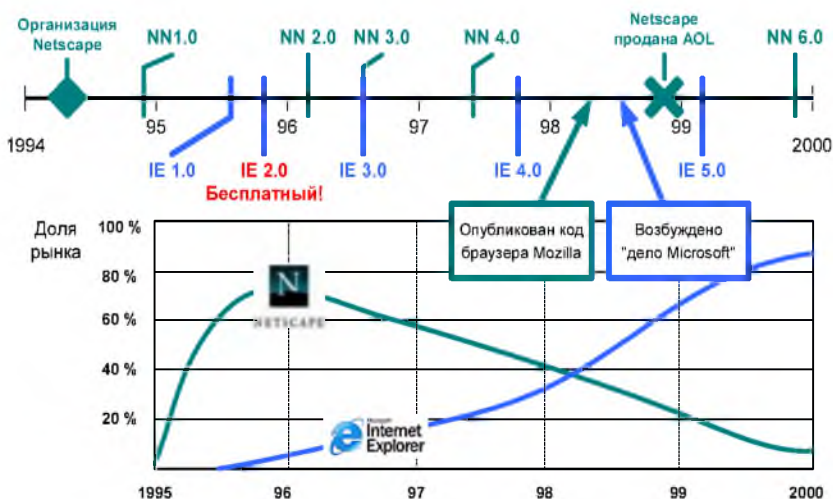 Организация
Netscape
NN1.0
NN 2.0
NN 3.0
NN 4.0
Netscape
продана AOL
NN 6.0
1994
95
96
97
98
99
2000
IE 1.0
IE 2.0
Бесплатный!
IE 3.0
IE 4.0
IE 5.0
Опубликован код
браузера Mozilla
Возбуждено
"дело Microsoft"
Доля
рынка
100 %
80 %
60 %
40 %
20 %
N
NETSCAPE
Microsoft
Internet
Explorer
1995
96
97
98
99
2000